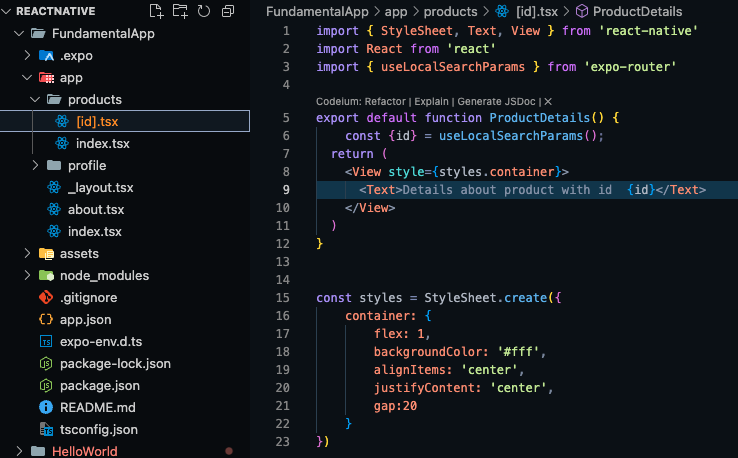 REACTNATIVE
FundamentalApp
.expo
app
products
[id].tsx
index.tsx
profile
_layout.tsx
about.tsx
index.tsx
assets
node_modules
.gitignore
app.json
expo-env.d.ts
package-lock.json
package.json
README.md
tsconfig.json
HelloWorld
FundamentalApp > app > products > [id].tsx > ProductDetails
1 import { StyleSheet, Text, View } from 'react-native'
2 import React from 'react'
3 import { useLocalSearchParams } from 'expo-router'
4
Codeium: Refactor | Explain | Generate JSDoc | X
5 export default function ProductDetails() {
6     const {id} = useLocalSearchParams();
7   return (
8     <View style={styles.container}>
9       <Text>Details about product with id  {id}</Text>
10     </View>
11   )
12 }
13
14
15 const styles = StyleSheet.create({
16     container: {
17         flex: 1,
18         backgroundColor: '#fff',
19         alignItems: 'center',
20         justifyContent: 'center',
21         gap:20
22     }
23 })